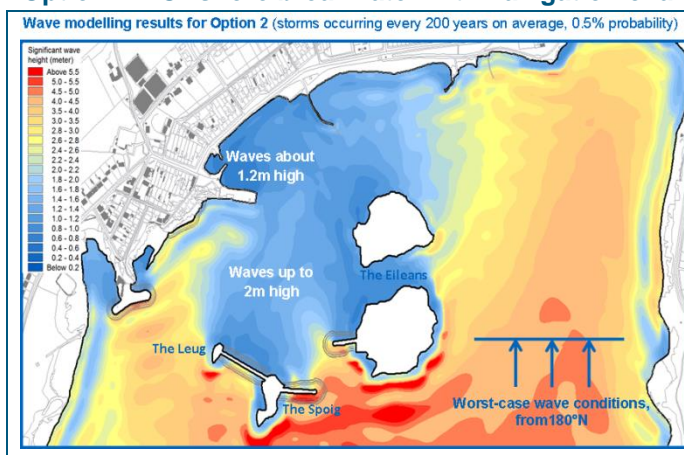 Wave modelling results for Option 2 (storms occurring every 200 years on average, 0.5% probability)
Significant wave
height (meter)
Above 5.5
5.0 - 5.5
4.5 - 5.0
4.0 - 4.5
3.5 - 4.0
3.0 - 3.5
2.8 - 3.0
2.6 - 2.8
2.4 - 2.6
2.2 - 2.4
2.0 - 2.2
1.8 - 2.0
1.6 - 1.8
1.4 - 1.6
1.2 - 1.4
1.0 - 1.2
0.8 - 1.0
0.6 - 0.8
0.4 - 0.6
0.2 - 0.4
Below 0.2
Waves about
1.2m high
Waves up to
2m high
The Eileans
The Leug
The Spoig
Worst-case wave conditions,
from180°N